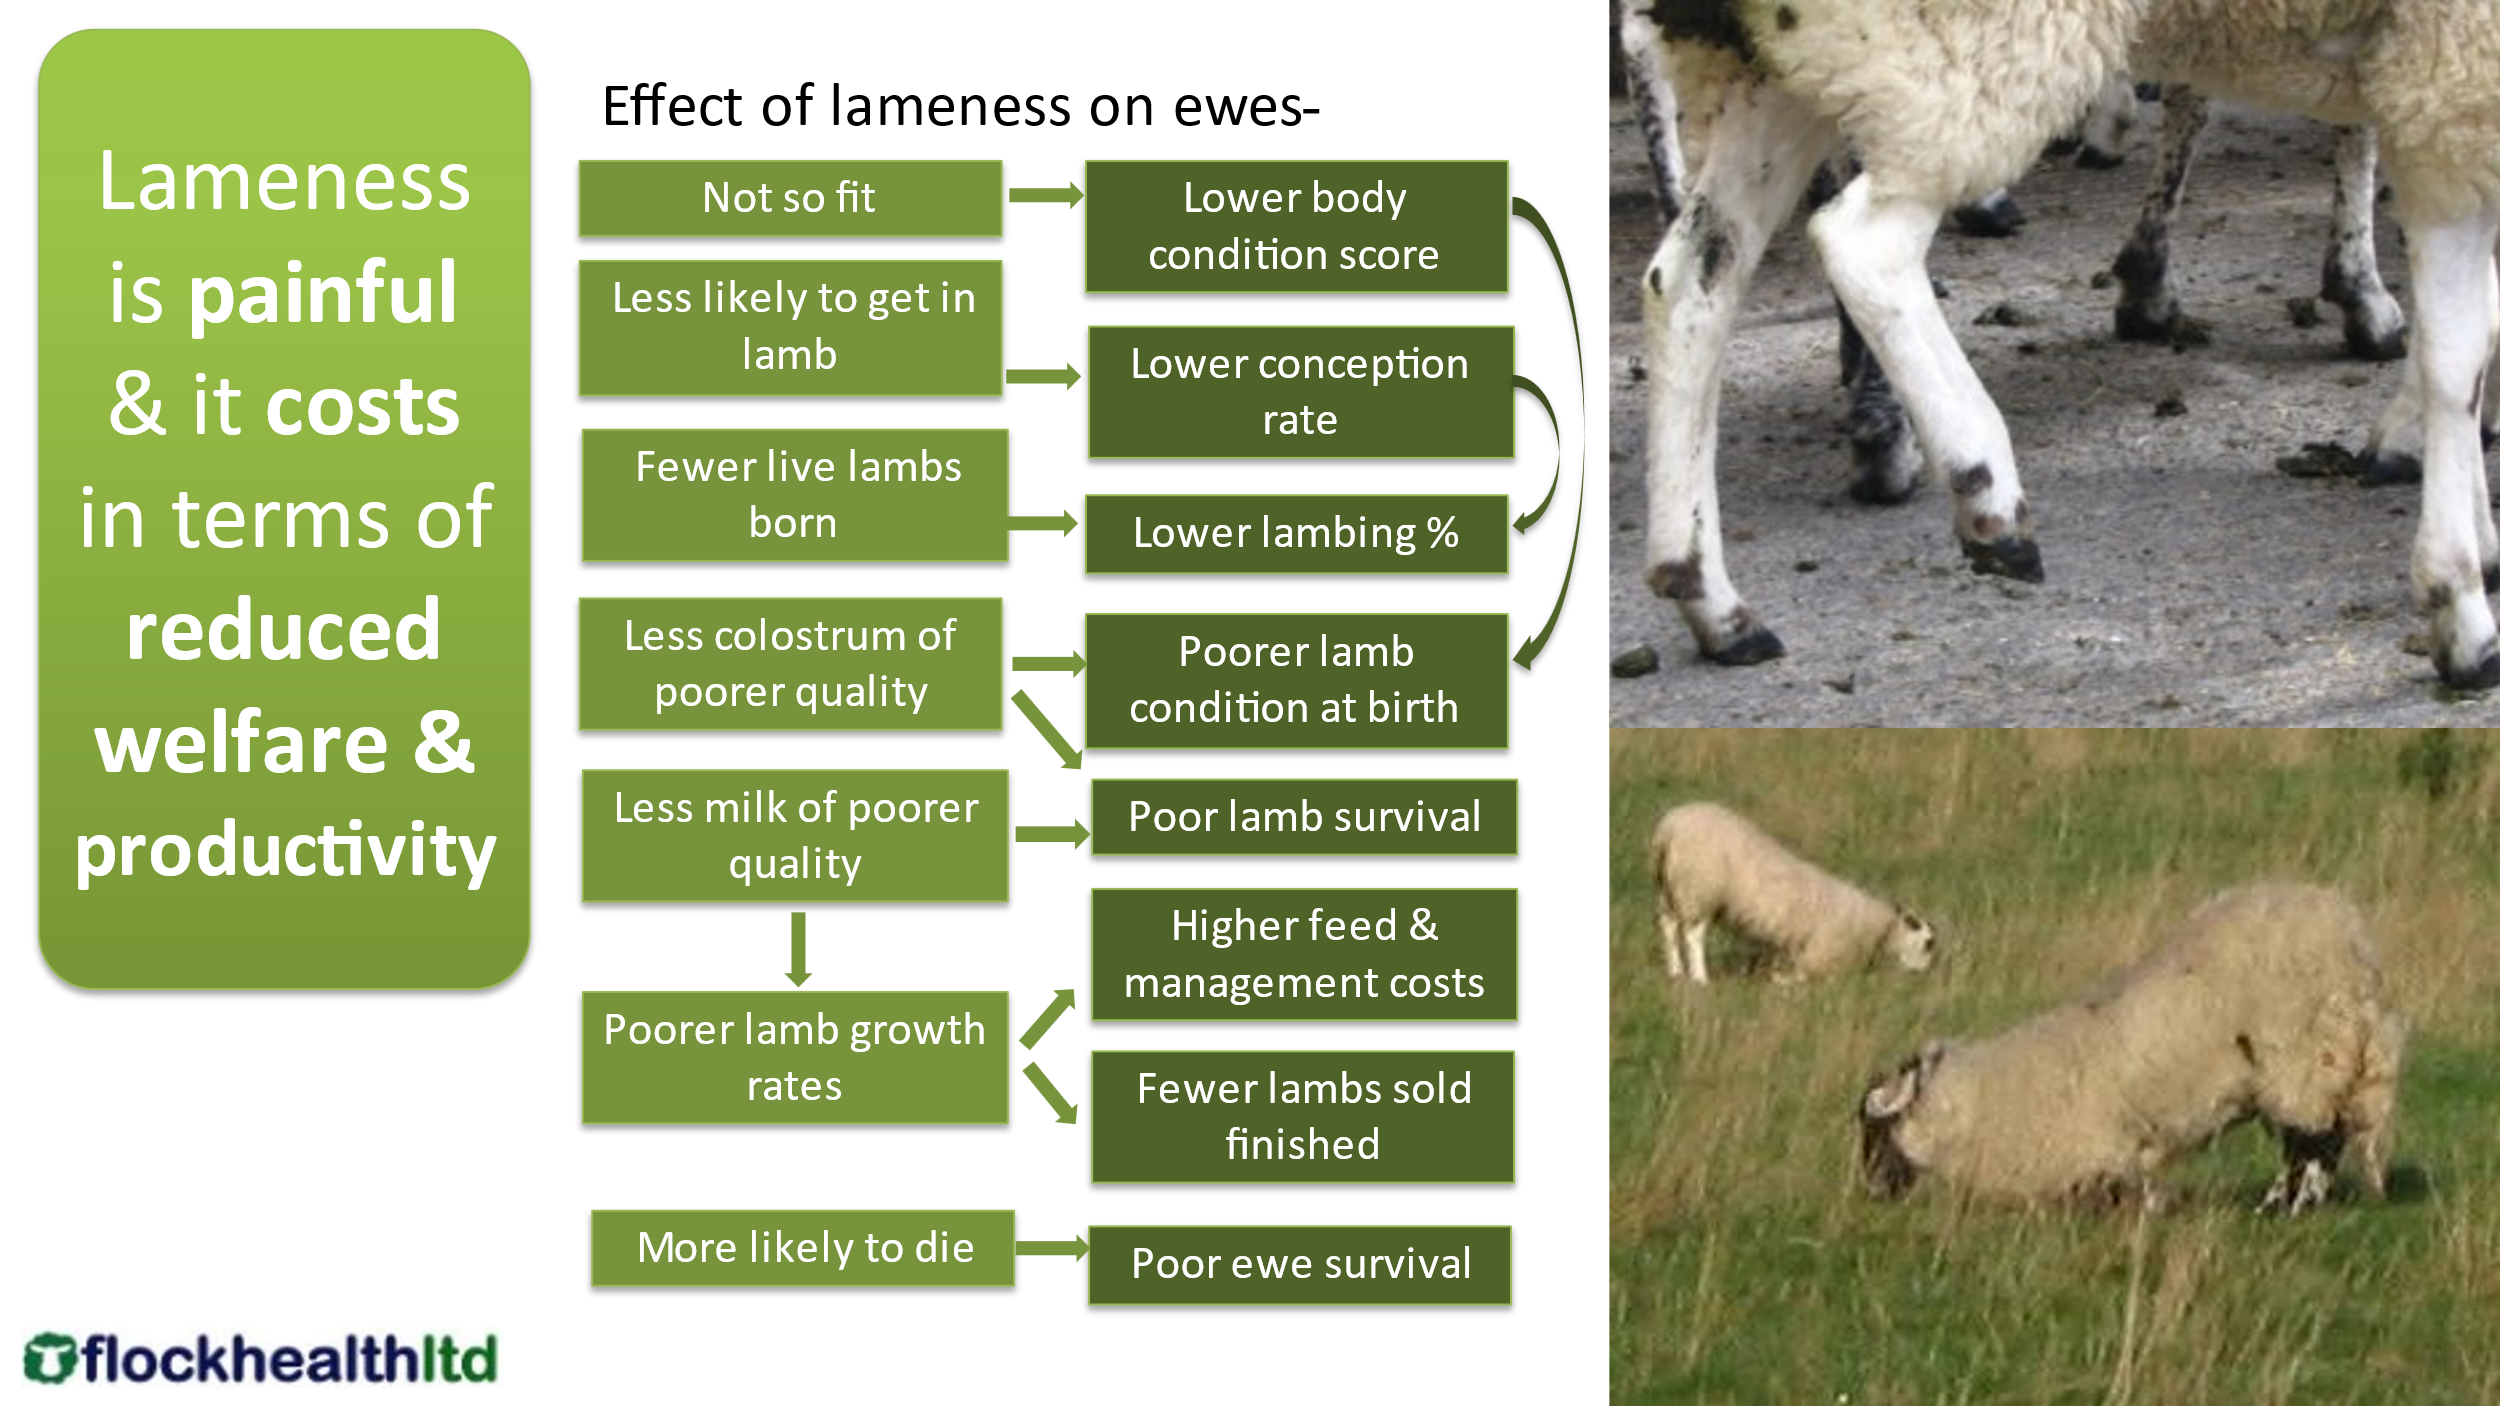 Lameness
is painful
& it costs
in terms of
reduced
welfare &
productivity
Effect of lameness on ewes-
Not so fit
Lower body
condition score
Less likely to get in
lamb
Lower conception
rate
Fewer live lambs
born
Lower lambing %
Less colostrum of
poorer quality
Poorer lamb
condition at birth
Less milk of poorer
quality
Poor lamb survival
Higher feed &
management costs
Poorer lamb growth
rates
Fewer lambs sold
finished
More likely to die
Poor ewe survival
flockhealthltd